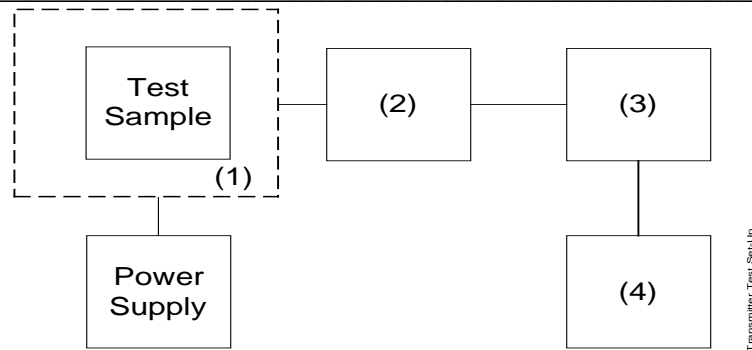 Test
Sample
(1)
(2)
(3)
Power
Supply
(4)
Transmitter Test Set-Up